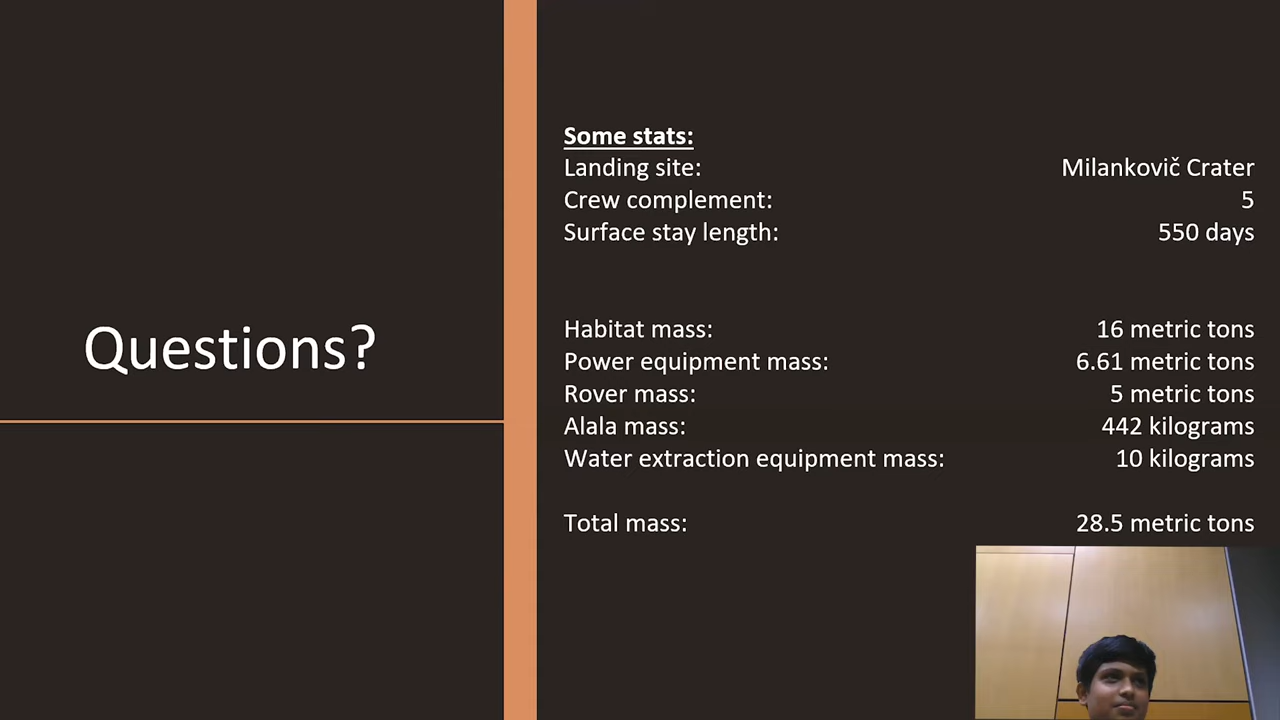 Questions?
Some stats:
Landing site: Milankovič Crater
Crew complement: 5
Surface stay length: 550 days
Habitat mass: 16 metric tons
Power equipment mass: 6.61 metric tons
Rover mass: 5 metric tons
Alala mass: 442 kilograms
Water extraction equipment mass: 10 kilograms
Total mass: 28.5 metric tons